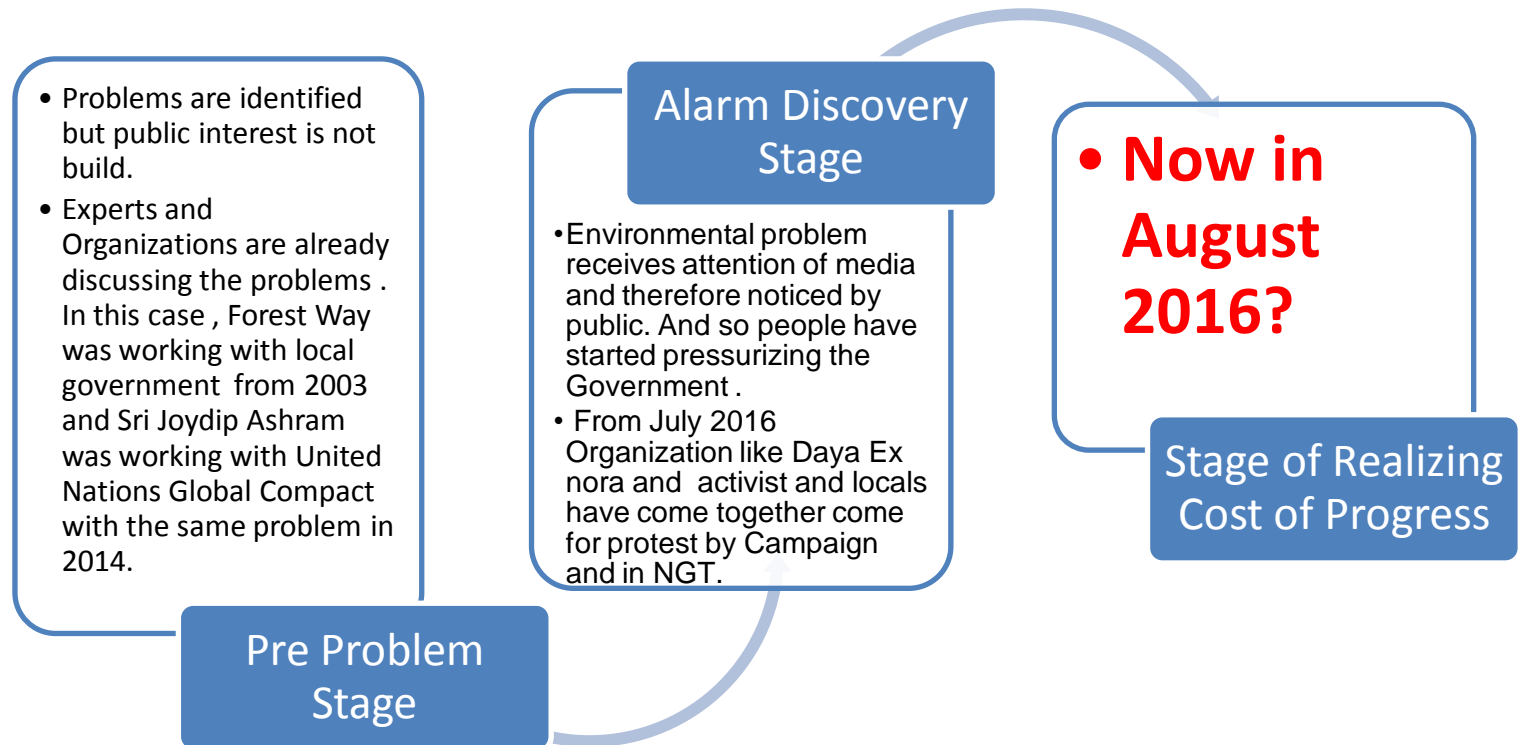 • Problems are identified
but public interest is not
build.
• Experts and
Organizations are already
discussing the problems .
In this case , Forest Way
was working with local
government from 2003
and Sri Joydip Ashram
was working with United
Nations Global Compact
with the same problem in
2014.
Pre Problem
Stage
Alarm Discovery
Stage
•Environmental problem
receives attention of media
and therefore noticed by
public. And so people have
started pressurizing the
Government .
• From July 2016
Organization like Daya Ex
nora and activist and locals
have come together come
for protest by Campaign
and in NGT.
• Now in
August
2016?
Stage of Realizing
Cost of Progress